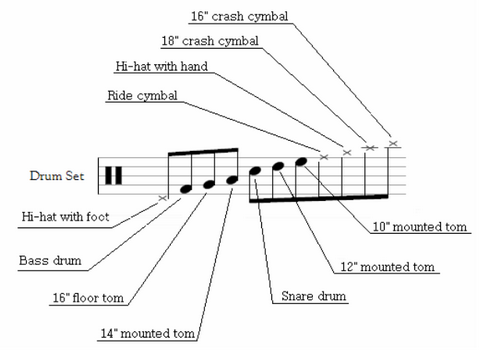 16" crash cymbal
18" crash cymbal
Hi-hat with hand
Ride cymbal
Drum Set
Hi-hat with foot
10" mounted tom
Bass drum
12" mounted tom
16" floor tom
Snare drum
14" mounted tom